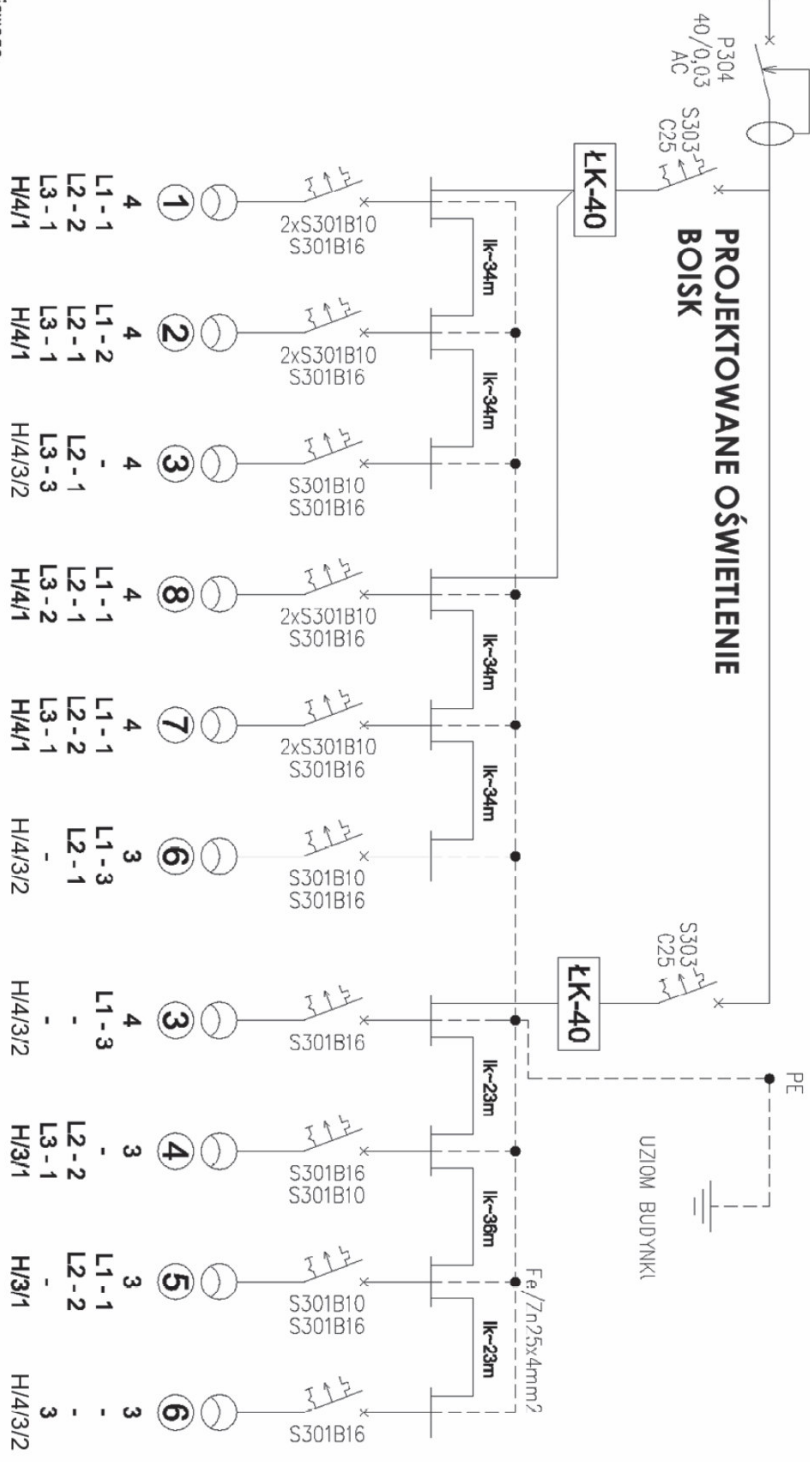 P304
40/0,03
AC
S303
C25
ŁK-40
PROJEKTOWANE OŚWIETLENIE
BOISK
S303
C25
ŁK-40
PE
UZIOM BUDYNKU
Fe/Zn25x4mm2
lk~34m
lk~34m
lk~34m
lk~34m
lk~23m
lk~36m
lk~23m
2xS301B10
S301B16
2xS301B10
S301B16
S301B10
S301B16
2xS301B10
S301B16
2xS301B10
S301B16
S301B10
S301B16
S301B16
S301B16
S301B10
S301B10
S301B16
S301B16
1
4
L1 - 1
L2 - 2
L3 - 1
H/4/1
2
4
L1 - 2
L2 - 1
L3 - 1
H/4/1
3
4
-
L2 - 1
L3 - 3
H/4/3/2
8
4
L1 - 1
L2 - 1
L3 - 2
H/4/1
7
4
L1 - 1
L2 - 2
L3 - 1
H/4/1
6
3
L1 - 3
L2 - 1
-
H/4/3/2
3
4
L1 - 3
-
-
H/4/3/2
4
3
-
L2 - 2
L3 - 1
H/3/1
5
3
L1 - 1
L2 - 2
-
H/3/1
6
3
-
-
3
H/4/3/2